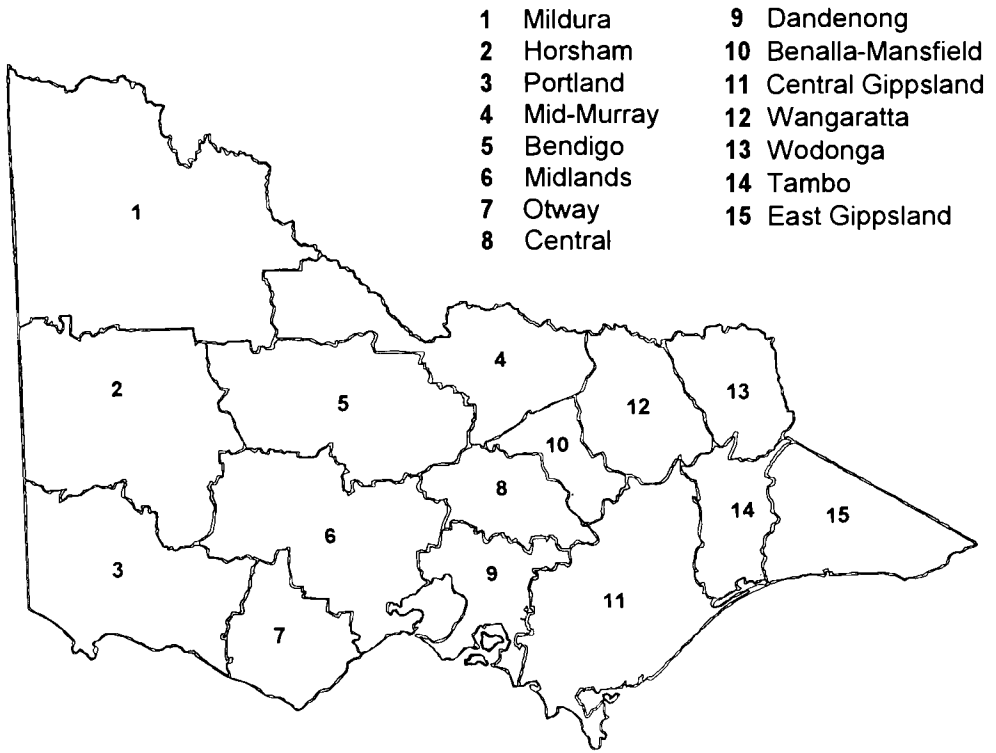 1 Mildura
2 Horsham
3 Portland
4 Mid-Murray
5 Bendigo
6 Midlands
7 Otway
8 Central
9 Dandenong
10 Benalla-Mansfield
11 Central Gippsland
12 Wangaratta
13 Wodonga
14 Tambo
15 East Gippsland
1
4
2
13
5
12
10
8
14
15
6
3
9
11
7